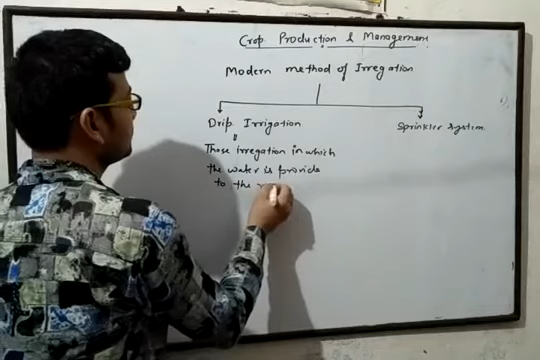 Crop Production & Management
Modern method of Irregation
Drip Irrigation
Sprinkler system
Those irregation in which
the water is provide
to the